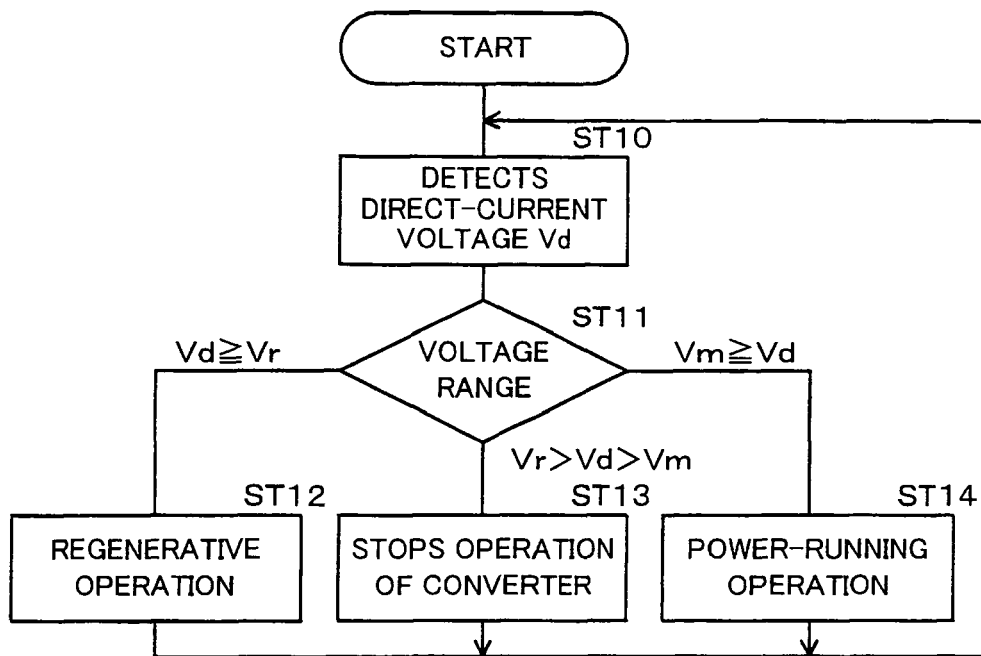 START
ST10
DETECTS
DIRECT-CURRENT
VOLTAGE Vd
ST11
Vd≧Vr
VOLTAGE
RANGE
Vm≧Vd
Vr>Vd>Vm
ST12
ST13
ST14
REGENERATIVE
OPERATION
STOPS OPERATION
OF CONVERTER
POWER-RUNNING
OPERATION